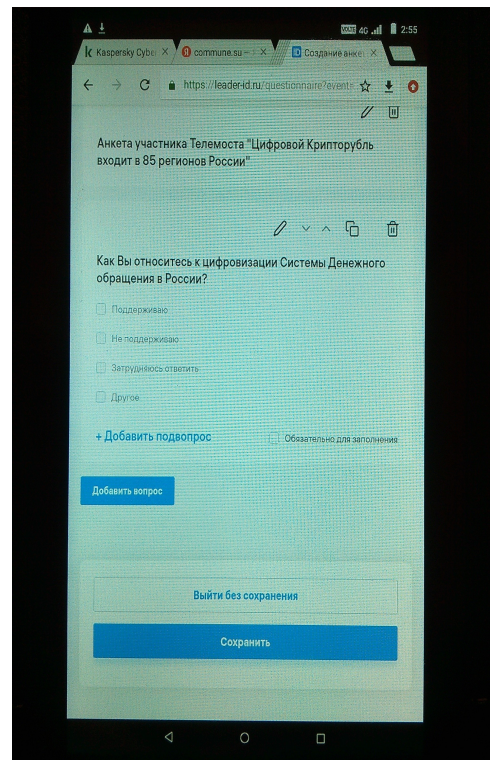 VoLTE 4G 2:55
Kaspersky Cybe
commune.su –
Создание анке
https://leader-id.ru/questionnaire?event
Анкета участника Телемоста "Цифровой Крипторубль
входит в 85 регионов России"
Как Вы относитесь к цифровизации Системы Денежного
обращения в России?
Поддерживаю
Не поддерживаю
Затрудняюсь ответить
Другое
+ Добавить подвопрос
Обязательно для заполнения
Добавить вопрос
Выйти без сохранения
Сохранить